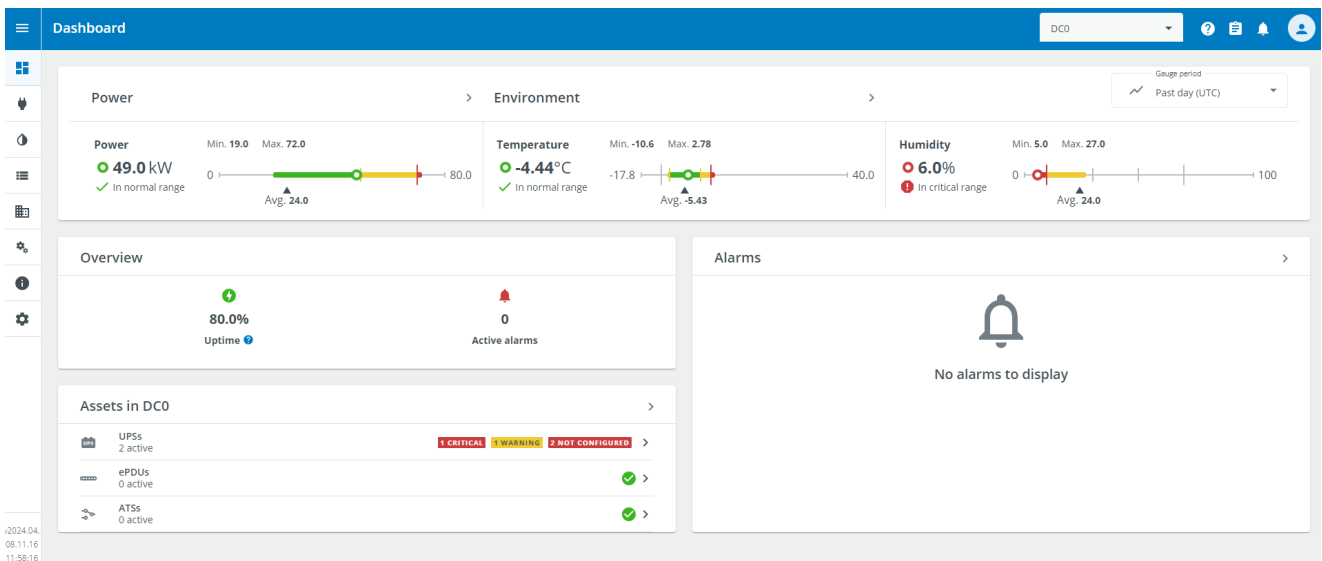 Dashboard
DC0
Power
Environment
Gauge period
Past day (UTC)
Power
Min. 19.0 Max. 72.0
49.0 kW
0
80.0
In normal range
Avg. 24.0
Temperature
Min. -10.6 Max. 2.78
-4.44°C
-17.8
40.0
In normal range
Avg. -5.43
Humidity
Min. 5.0 Max. 27.0
6.0%
0
100
In critical range
Avg. 24.0
Overview
80.0%
Uptime
0
Active alarms
Alarms
No alarms to display
Assets in DC0
UPS
UPSs
2 active
1 CRITICAL
1 WARNING
2 NOT CONFIGURED
ePDUs
0 active
ATSs
0 active
2024.04.
08.11.16
11:58:16